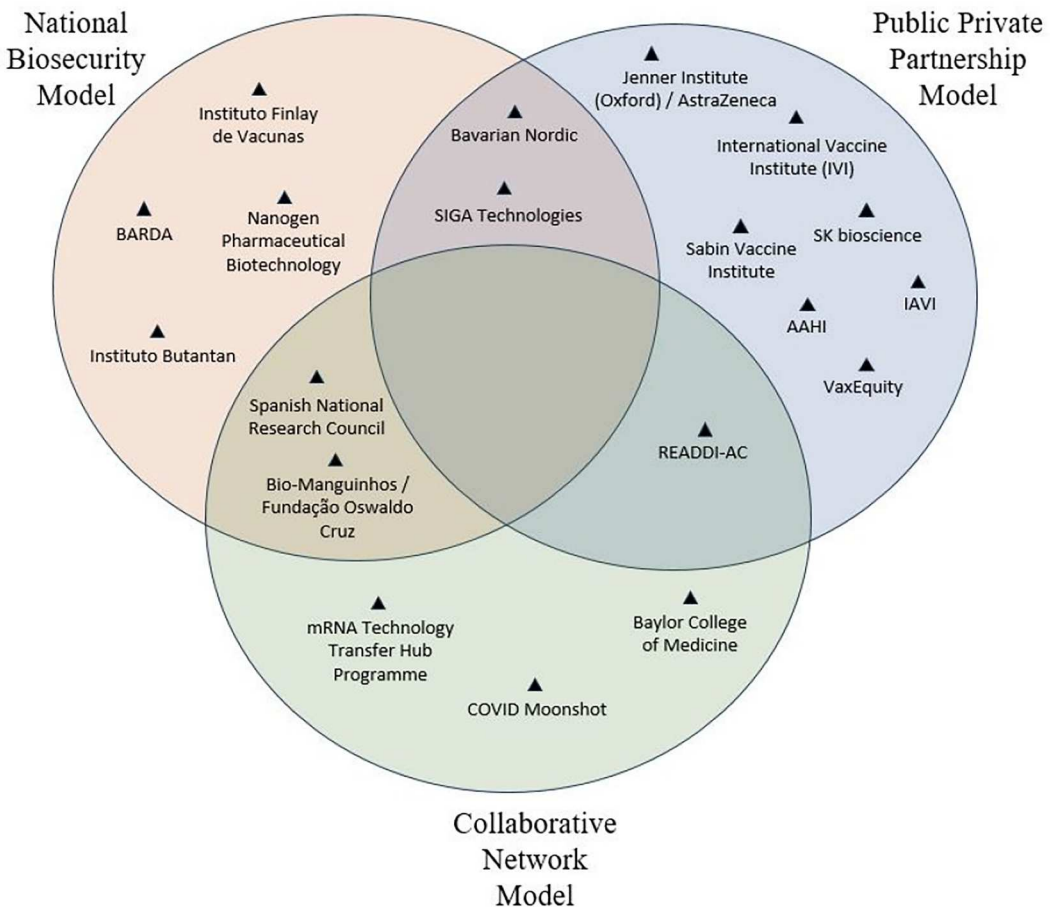 National
Biosecurity
Model
Public Private
Partnership
Model
Instituto Finlay
de Vacunas
BARDA
Nanogen
Pharmaceutical
Biotechnology
Instituto Butantan
Bavarian Nordic
SIGA Technologies
Jenner Institute
(Oxford) / AstraZeneca
International Vaccine
Institute (IVI)
SK bioscience
Sabin Vaccine
Institute
IAVI
AAHI
VaxEquity
Spanish National
Research Council
Bio-Manguinhos /
Fundação Oswaldo
Cruz
READDI-AC
mRNA Technology
Transfer Hub
Programme
COVID Moonshot
Baylor College
of Medicine
Collaborative
Network
Model